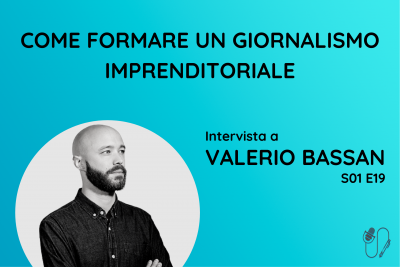 COME FORMARE UN GIORNALISMO
IMPRENDITORIALE
Intervista a
VALERIO BASSAN
S01 E19